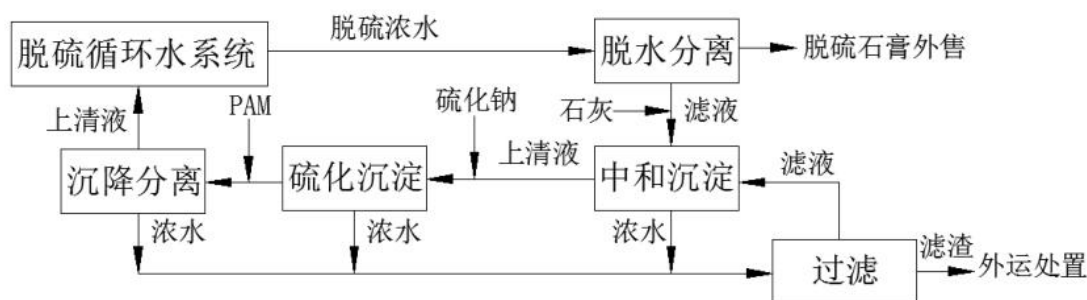 脱硫循环水系统
脱硫浓水
脱水分离
脱硫石膏外售
上清液
PAM
硫化钠
石灰
滤液
沉降分离
硫化沉淀
上清液
中和沉淀
滤液
浓水
浓水
浓水
过滤
滤渣
外运处置